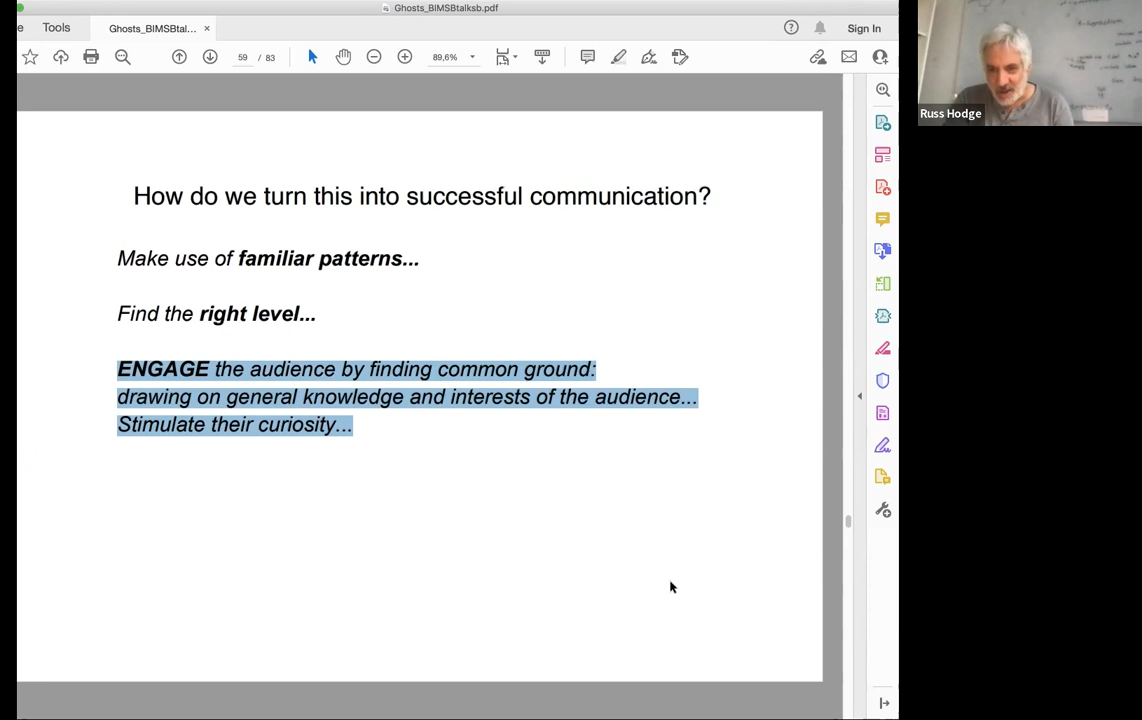 Ghosts_BIMSBtalksb.pdf
e Tools Ghosts_BIMSBtal... × Sign In
59 / 83 89,6%
How do we turn this into successful communication?
Make use of familiar patterns...
Find the right level...
ENGAGE the audience by finding common ground:
drawing on general knowledge and interests of the audience...
Stimulate their curiosity...
Russ Hodge